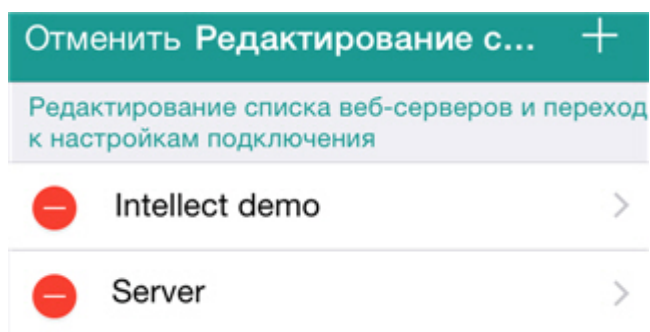 Отменить Редактирование с...
Редактирование списка веб-серверов и переход
к настройкам подключения
Intellect demo
Server